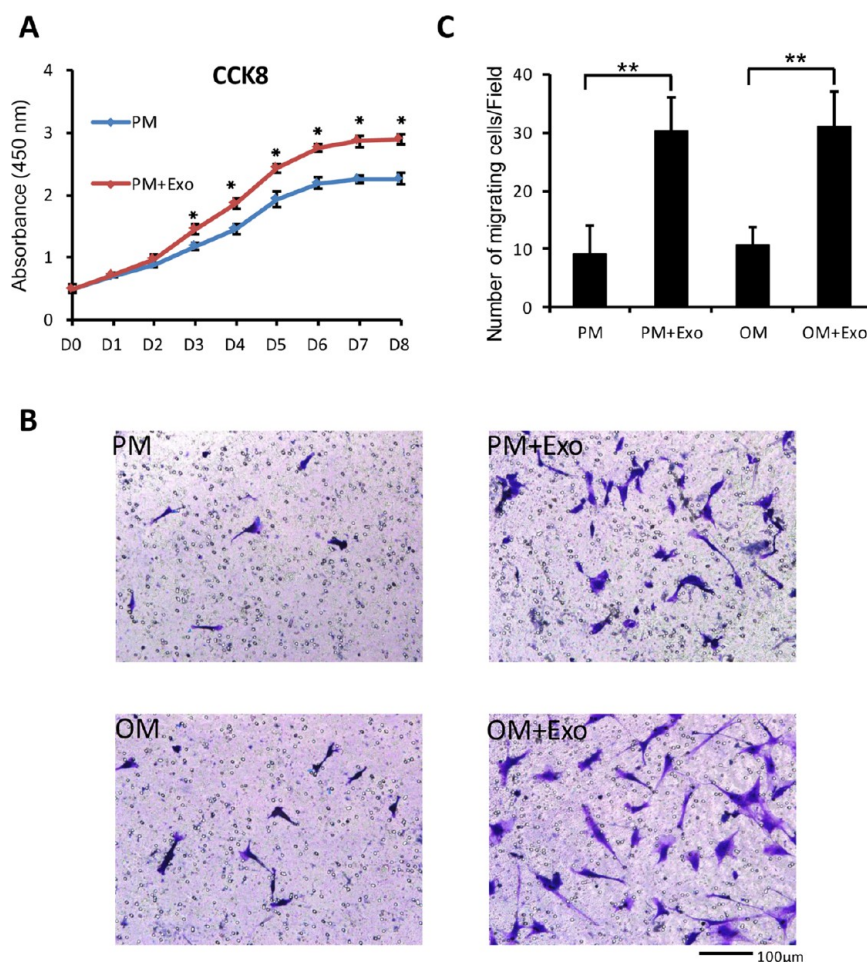 A
CCK8
Absorbance (450 nm)
4
3
2
1
0
PM
PM+Exo
* * * * * *
D0 D1 D2 D3 D4 D5 D6 D7 D8
C
Number of migrating cells/Field
40
30
20
10
0
** **
PM PM+Exo OM OM+Exo
B
PM
PM+Exo
OM
OM+Exo
100μm